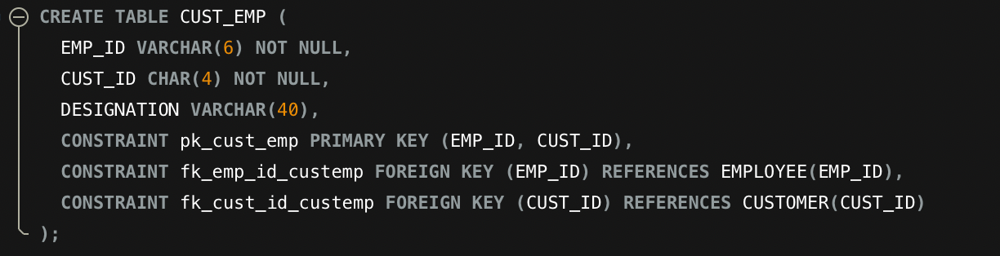 CREATE TABLE CUST_EMP (
EMP_ID VARCHAR(6) NOT NULL,
CUST_ID CHAR(4) NOT NULL,
DESIGNATION VARCHAR(40),
CONSTRAINT pk_cust_emp PRIMARY KEY (EMP_ID, CUST_ID),
CONSTRAINT fk_emp_id_custemp FOREIGN KEY (EMP_ID) REFERENCES EMPLOYEE(EMP_ID),
CONSTRAINT fk_cust_id_custemp FOREIGN KEY (CUST_ID) REFERENCES CUSTOMER(CUST_ID)
);